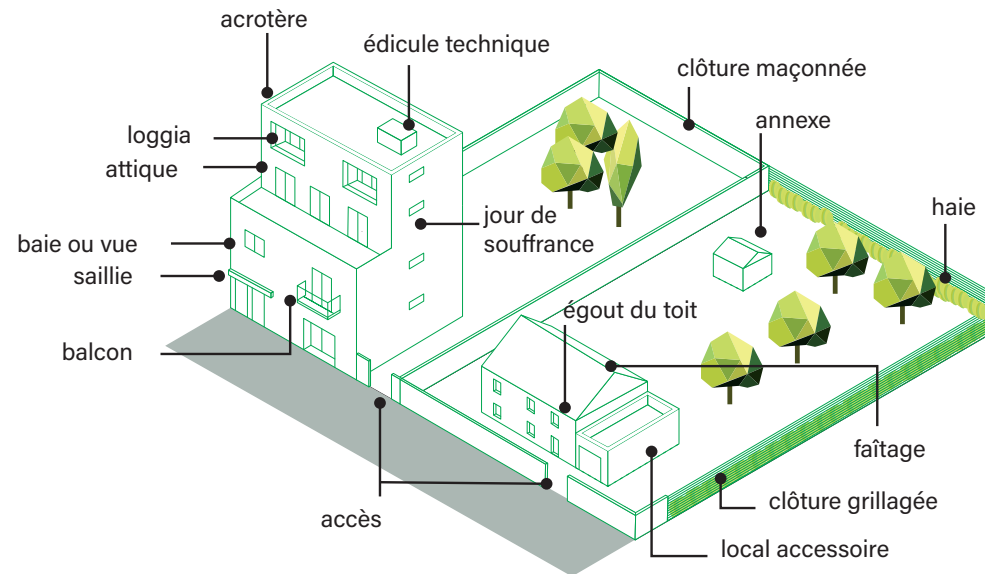 acrotère
édicule technique
clôture maçonnée
annexe
loggia
attique
haie
jour de
souffrance
baie ou vue
saillie
égout du toit
balcon
faîtage
clôture grillagée
accès
local accessoire